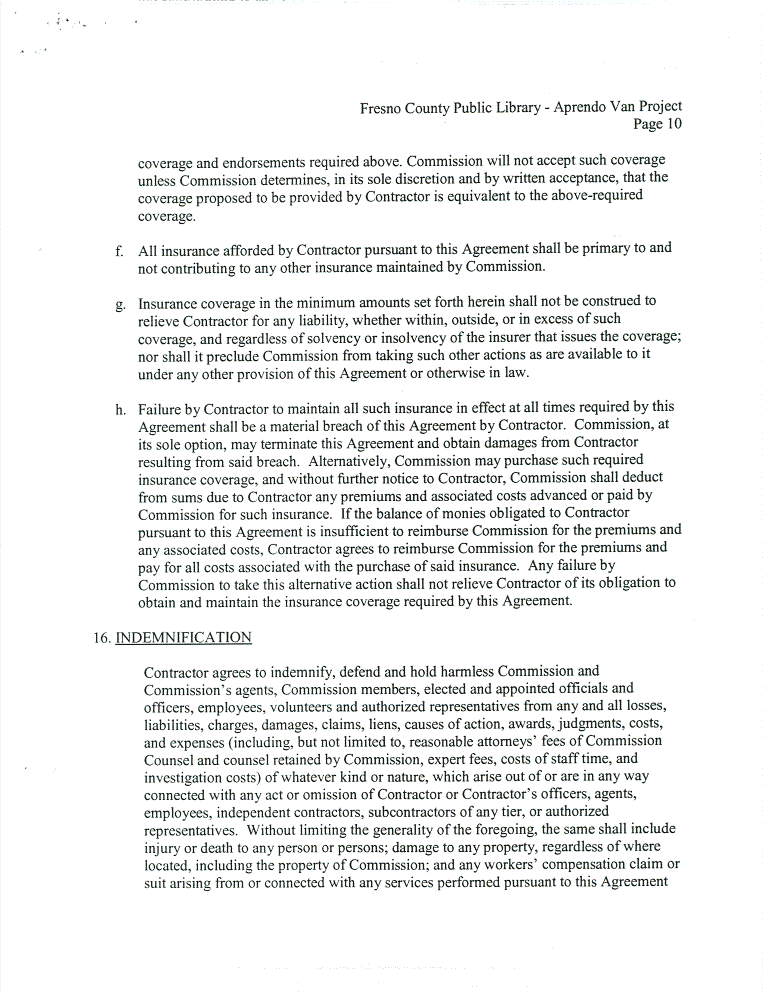 Fresno County Public Library - Aprendo Van Project
Page 10
coverage and endorsements required above. Commission will not accept such coverage
unless Commission determines, in its sole discretion and by written acceptance, that the
coverage proposed to be provided by Contractor is equivalent to the above-required
coverage.
f. All insurance afforded by Contractor pursuant to this Agreement shall be primary to and
not contributing to any other insurance maintained by Commission.
g. Insurance coverage in the minimum amounts set forth herein shall not be construed to
relieve Contractor for any liability, whether within, outside, or in excess of such
coverage, and regardless of solvency or insolvency of the insurer that issues the coverage;
nor shall it preclude Commission from taking such other actions as are available to it
under any other provision of this Agreement or otherwise in law.
h. Failure by Contractor to maintain all such insurance in effect at all times required by this
Agreement shall be a material breach of this Agreement by Contractor. Commission, at
its sole option, may terminate this Agreement and obtain damages from Contractor
resulting from said breach. Alternatively, Commission may purchase such required
insurance coverage, and without further notice to Contractor, Commission shall deduct
from sums due to Contractor any premiums and associated costs advanced or paid by
Commission for such insurance. If the balance of monies obligated to Contractor
pursuant to this Agreement is insufficient to reimburse Commission for the premiums and
any associated costs, Contractor agrees to reimburse Commission for the premiums and
pay for all costs associated with the purchase of said insurance. Any failure by
Commission to take this alternative action shall not relieve Contractor of its obligation to
obtain and maintain the insurance coverage required by this Agreement.
16. INDEMNIFICATION
Contractor agrees to indemnify, defend and hold harmless Commission and
Commission's agents, Commission members, elected and appointed officials and
officers, employees, volunteers and authorized representatives from any and all losses,
liabilities, charges, damages, claims, liens, causes of action, awards, judgments, costs,
and expenses (including, but not limited to, reasonable attorneys' fees of Commission
Counsel and counsel retained by Commission, expert fees, costs of staff time, and
investigation costs) of whatever kind or nature, which arise out of or are in any way
connected with any act or omission of Contractor or Contractor's officers, agents,
employees, independent contractors, subcontractors of any tier, or authorized
representatives. Without limiting the generality of the foregoing, the same shall include
injury or death to any person or persons; damage to any property, regardless of where
located, including the property of Commission; and any workers' compensation claim or
suit arising from or connected with any services performed pursuant to this Agreement